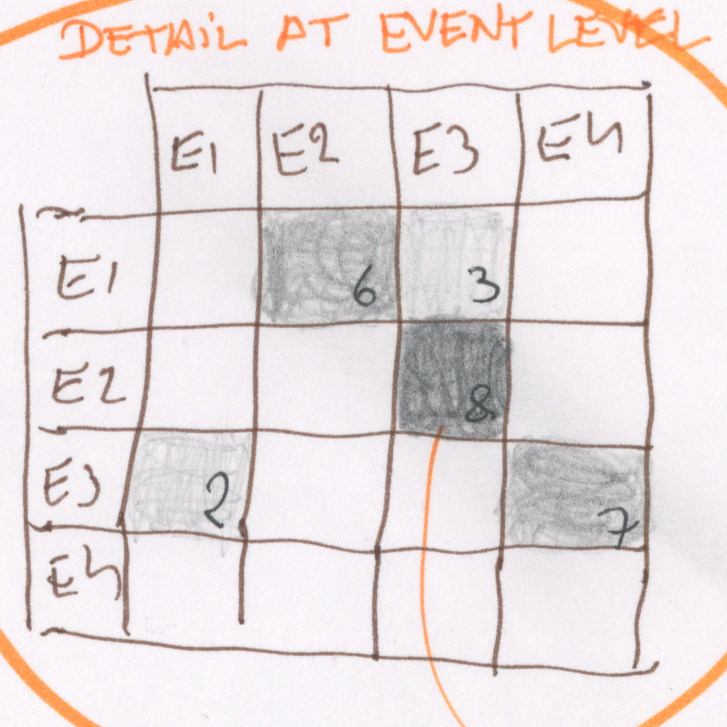 DETAIL AT EVENT LEVEL
E1 E2 E3 E4
E1 6 3
E2 8
E3 2 7
E4